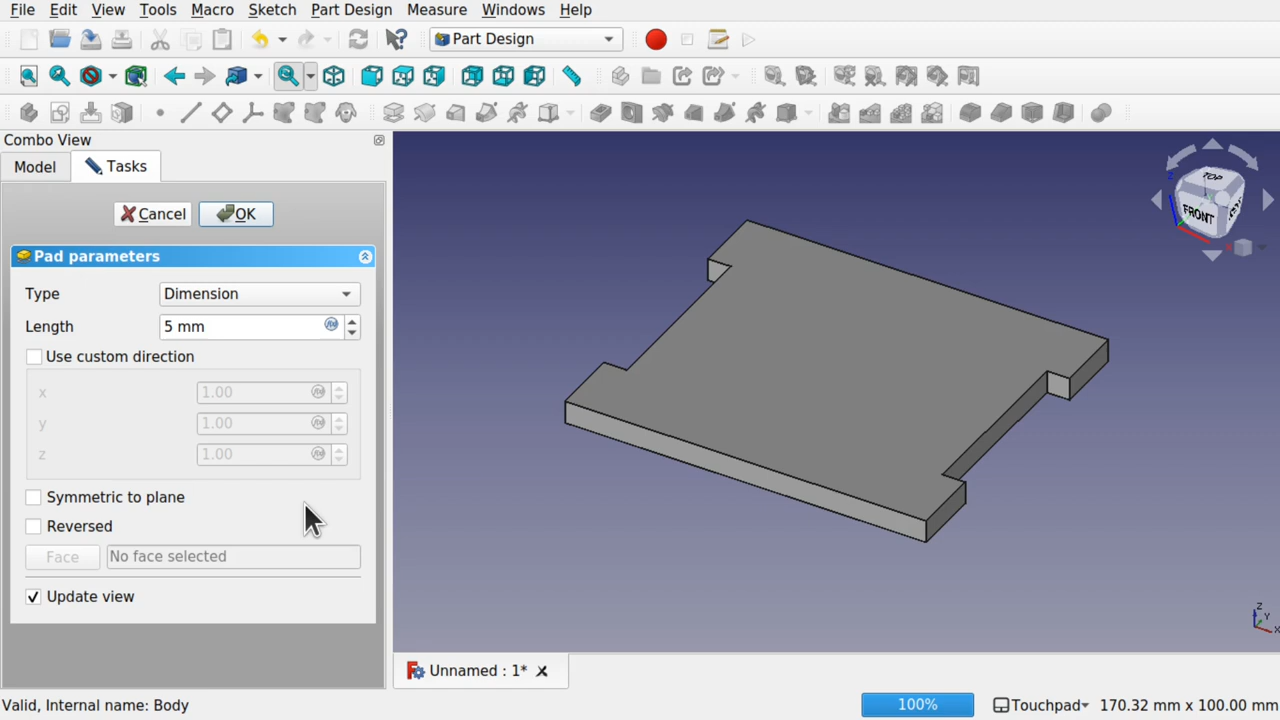 File Edit View Tools Macro Sketch Part Design Measure Windows Help
Part Design
Combo View
Model Tasks
Cancel OK
Pad parameters
Type Dimension
Length 5 mm
Use custom direction
x 1.00
y 1.00
z 1.00
Symmetric to plane
Reversed
Face No face selected
Update view
TOP
FRONT
Z
Z
Y
X
Unnamed : 1*
Valid, Internal name: Body 100% Touchpad 170.32 mm x 100.00 mm